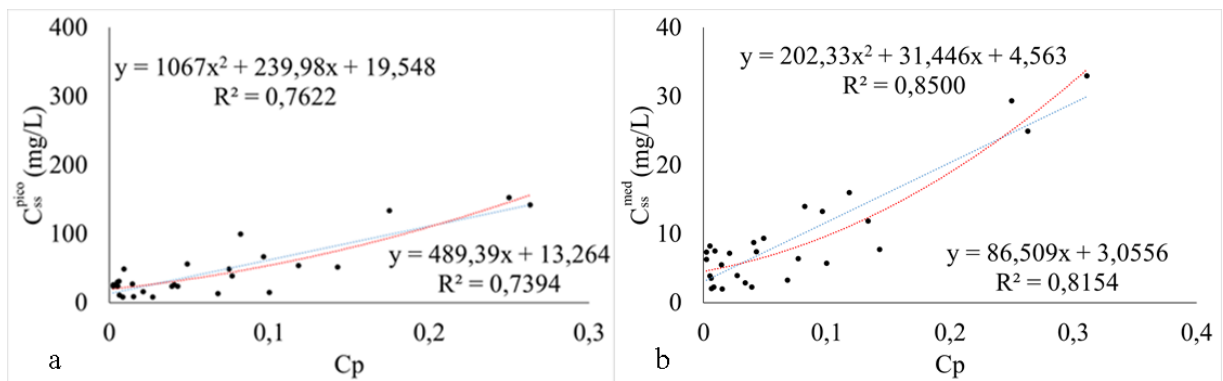 400
300
200
100
0
C_ss^pico (mg/L)
y = 1067x² + 239,98x + 19,548
R² = 0,7622
y = 489,39x + 13,264
R² = 0,7394
0 0,1 0,2 0,3
Cp
a
40
30
20
10
0
C_ss^med (mg/L)
y = 202,33x² + 31,446x + 4,563
R² = 0,8500
y = 86,509x + 3,0556
R² = 0,8154
0 0,1 0,2 0,3 0,4
Cp
b